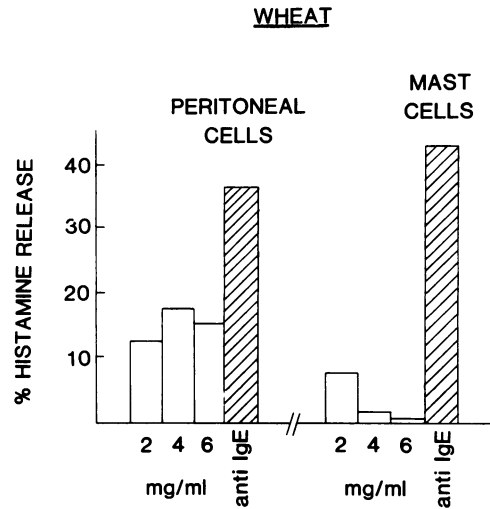 WHEAT
PERITONEAL
CELLS
MAST
CELLS
% HISTAMINE RELEASE
40
30
20
10
2 4 6 anti IgE
mg/ml
2 4 6 anti IgE
mg/ml